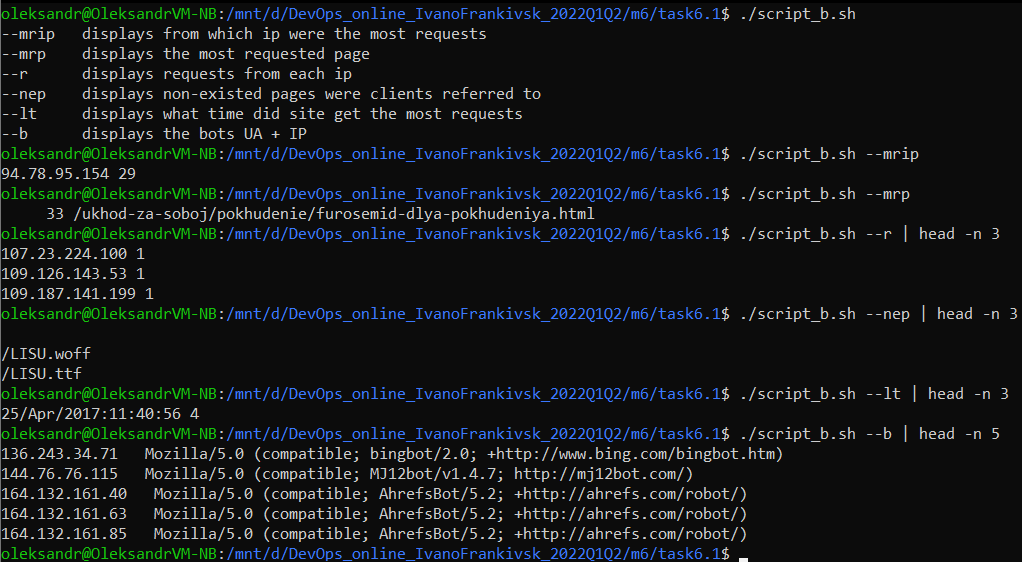 oleksandr@OleksandrVM-NB:/mnt/d/DevOps_online_IvanoFrankivsk_2022Q1Q2/m6/task6.1$ ./script_b.sh
--mrip   displays from which ip were the most requests
--mrp    displays the most requested page
--r      displays requests from each ip
--nep    displays non-existed pages were clients referred to
--lt     displays what time did site get the most requests
--b      displays the bots UA + IP
oleksandr@OleksandrVM-NB:/mnt/d/DevOps_online_IvanoFrankivsk_2022Q1Q2/m6/task6.1$ ./script_b.sh --mrip
94.78.95.154 29
oleksandr@OleksandrVM-NB:/mnt/d/DevOps_online_IvanoFrankivsk_2022Q1Q2/m6/task6.1$ ./script_b.sh --mrp
     33 /ukhod-za-soboj/pokhudenie/furosemid-dlya-pokhudeniya.html
oleksandr@OleksandrVM-NB:/mnt/d/DevOps_online_IvanoFrankivsk_2022Q1Q2/m6/task6.1$ ./script_b.sh --r | head -n 3
107.23.224.100 1
109.126.143.53 1
109.187.141.199 1
oleksandr@OleksandrVM-NB:/mnt/d/DevOps_online_IvanoFrankivsk_2022Q1Q2/m6/task6.1$ ./script_b.sh --nep | head -n 3
/LISU.woff
/LISU.ttf
oleksandr@OleksandrVM-NB:/mnt/d/DevOps_online_IvanoFrankivsk_2022Q1Q2/m6/task6.1$ ./script_b.sh --lt | head -n 3
25/Apr/2017:11:40:56 4
oleksandr@OleksandrVM-NB:/mnt/d/DevOps_online_IvanoFrankivsk_2022Q1Q2/m6/task6.1$ ./script_b.sh --b | head -n 5
136.243.34.71   Mozilla/5.0 (compatible; bingbot/2.0; +http://www.bing.com/bingbot.htm)
144.76.76.115   Mozilla/5.0 (compatible; MJ12bot/v1.4.7; http://mj12bot.com/)
164.132.161.40   Mozilla/5.0 (compatible; AhrefsBot/5.2; +http://ahrefs.com/robot/)
164.132.161.63   Mozilla/5.0 (compatible; AhrefsBot/5.2; +http://ahrefs.com/robot/)
164.132.161.85   Mozilla/5.0 (compatible; AhrefsBot/5.2; +http://ahrefs.com/robot/)
oleksandr@OleksandrVM-NB:/mnt/d/DevOps_online_IvanoFrankivsk_2022Q1Q2/m6/task6.1$